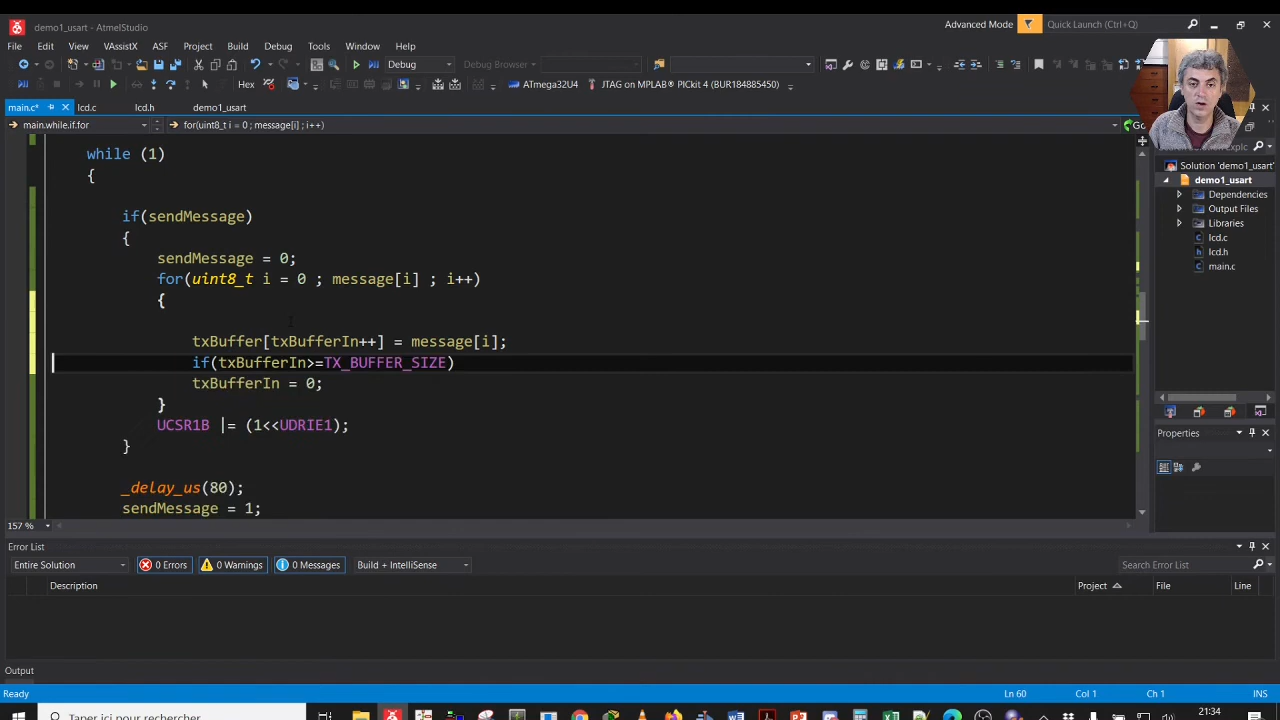 demo1_usart - AtmelStudio
Advanced Mode
Quick Launch (Ctrl+Q)
File Edit View VAssistX ASF Project Build Debug Tools Window Help
Debug
Debug Browser
Hex
ATmega32U4
JTAG on MPLAB® PICkit 4 (BUR184885450)
main.c* lcd.c lcd.h demo1_usart
main.while.if.for
for(uint8_t i = 0 ; message[i] ; i++)
Go
while (1)
{
if(sendMessage)
{
sendMessage = 0;
for(uint8_t i = 0 ; message[i] ; i++)
{
txBuffer[txBufferIn++] = message[i];
if(txBufferIn>=TX_BUFFER_SIZE)
txBufferIn = 0;
}
UCSR1B |= (1<<UDRIE1);
}
_delay_us(80);
sendMessage = 1;
157 %
Solution 'demo1_usart'
demo1_usart
Dependencies
Output Files
Libraries
lcd.c
lcd.h
main.c
Properties
Error List
Entire Solution
0 Errors
0 Warnings
0 Messages
Build + IntelliSense
Search Error List
Description
Project
File
Line
Output
Ready
Ln 60
Col 1
Ch 1
INS
Taper ici pour rechercher
21:34